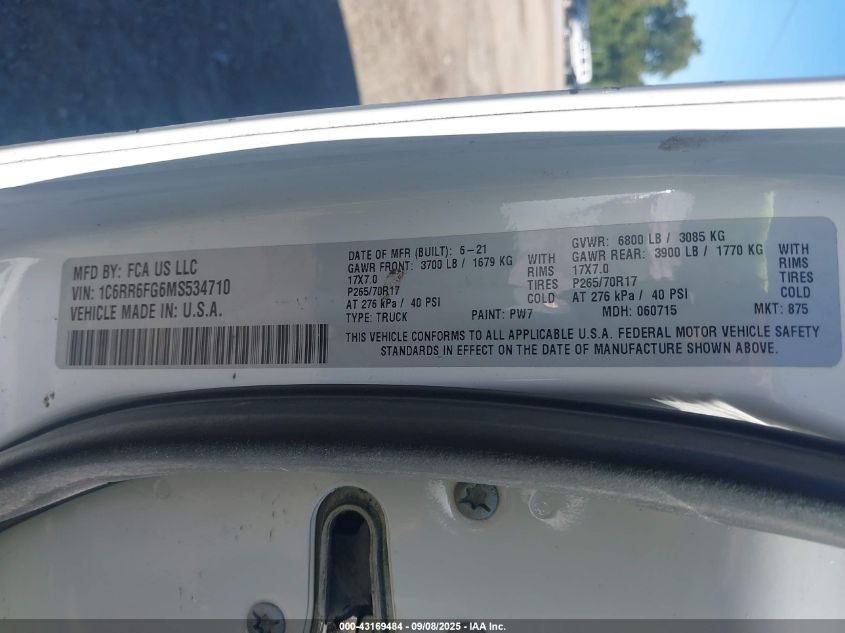 MFD BY: FCA US LLC
VIN: 1C6RR6FG6MS534710
VEHICLE MADE IN: U.S.A.
DATE OF MFR (BUILT): 6-21
GAWR FRONT: 3700 LB / 1679 KG WITH
17X7.0 RIMS
P265/70R17 TIRES
AT 276 kPa / 40 PSI COLD
TYPE: TRUCK PAINT: PW7
GVWR: 6800 LB / 3085 KG
GAWR REAR: 3900 LB / 1770 KG WITH
17X7.0 RIMS
P265/70R17 TIRES
AT 276 kPa / 40 PSI COLD
MDH: 060715 MKT: 875
THIS VEHICLE CONFORMS TO ALL APPLICABLE U.S.A. FEDERAL MOTOR VEHICLE SAFETY
STANDARDS IN EFFECT ON THE DATE OF MANUFACTURE SHOWN ABOVE.
000-43169484 - 09/08/2025 - IAA Inc.